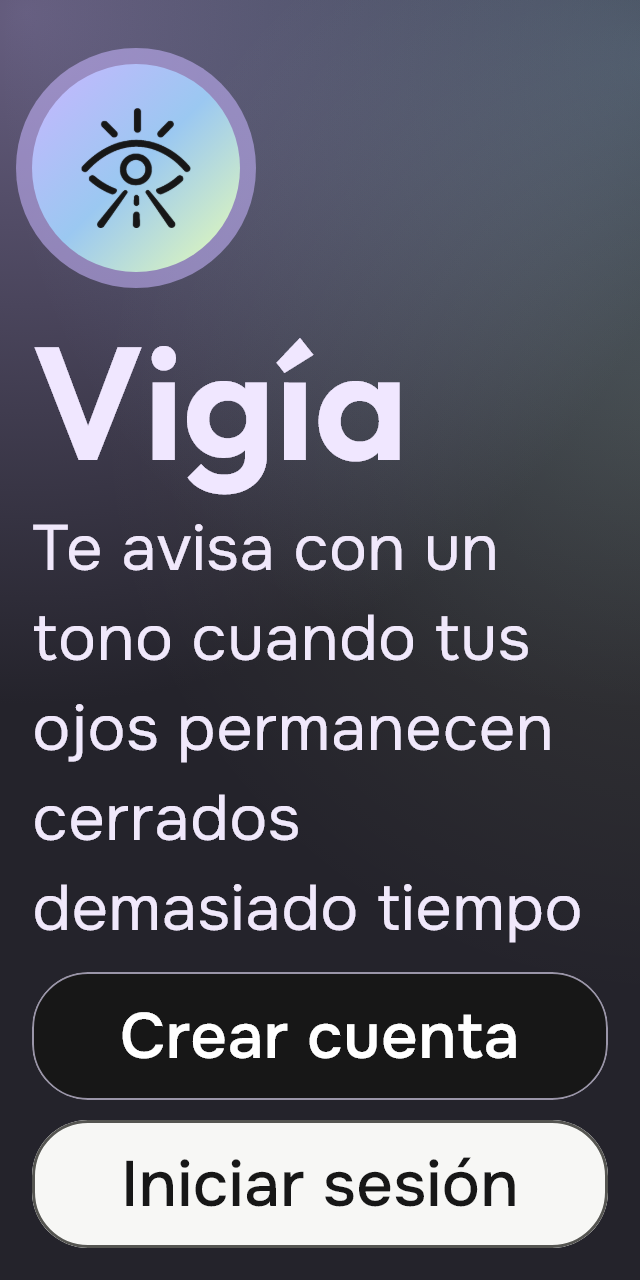 Vigía
Te avisa con un
tono cuando tus
ojos permanecen
cerrados
demasiado tiempo
Crear cuenta
Iniciar sesión